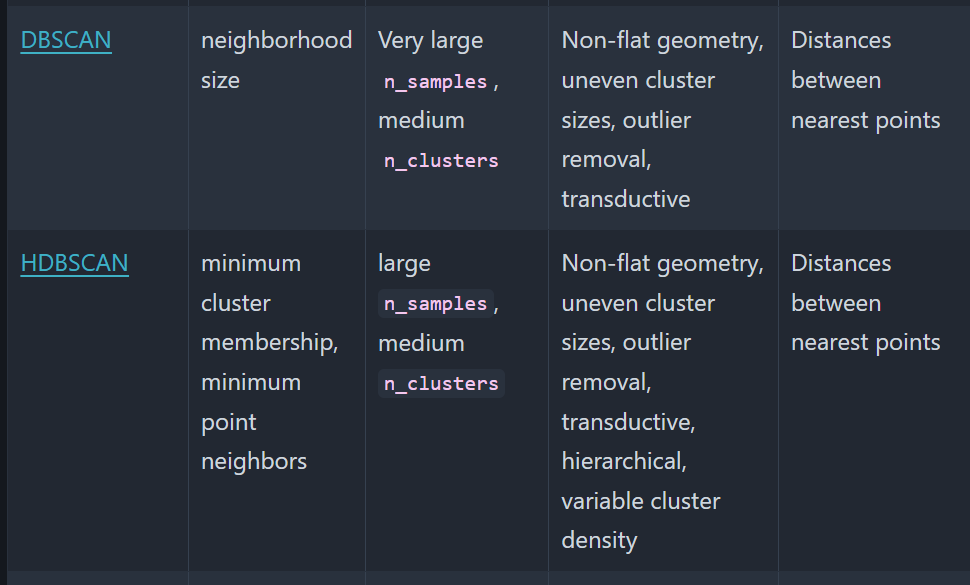 DBSCAN
neighborhood
size
Very large
n_samples ,
medium
n_clusters
Non-flat geometry,
uneven cluster
sizes, outlier
removal,
transductive
Distances
between
nearest points
HDBSCAN
minimum
cluster
membership,
minimum
point
neighbors
large
n_samples ,
medium
n_clusters
Non-flat geometry,
uneven cluster
sizes, outlier
removal,
transductive,
hierarchical,
variable cluster
density
Distances
between
nearest points